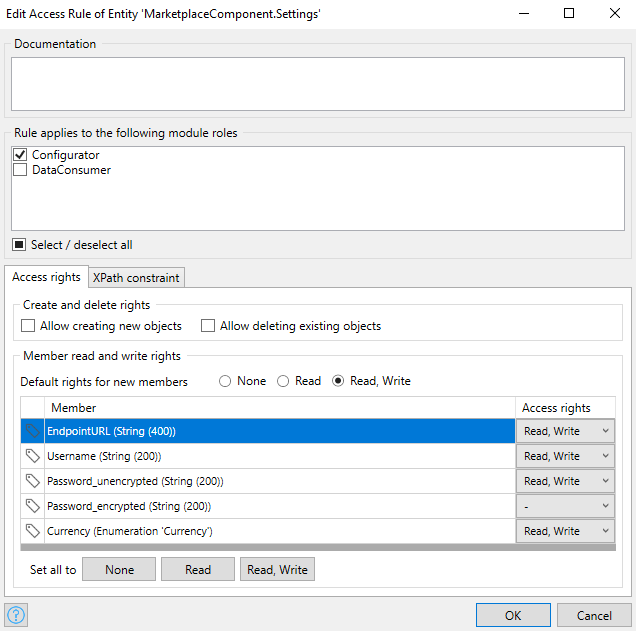 Edit Access Rule of Entity 'MarketplaceComponent.Settings'
Documentation
Rule applies to the following module roles
Configurator
DataConsumer
Select / deselect all
Access rights XPath constraint
Create and delete rights
Allow creating new objects Allow deleting existing objects
Member read and write rights
Default rights for new members None Read Read, Write
Member Access rights
EndpointURL (String (400)) Read, Write
Username (String (200)) Read, Write
Password_unencrypted (String (200)) Read, Write
Password_encrypted (String (200)) -
Currency (Enumeration 'Currency') Read, Write
Set all to None Read Read, Write
? OK Cancel